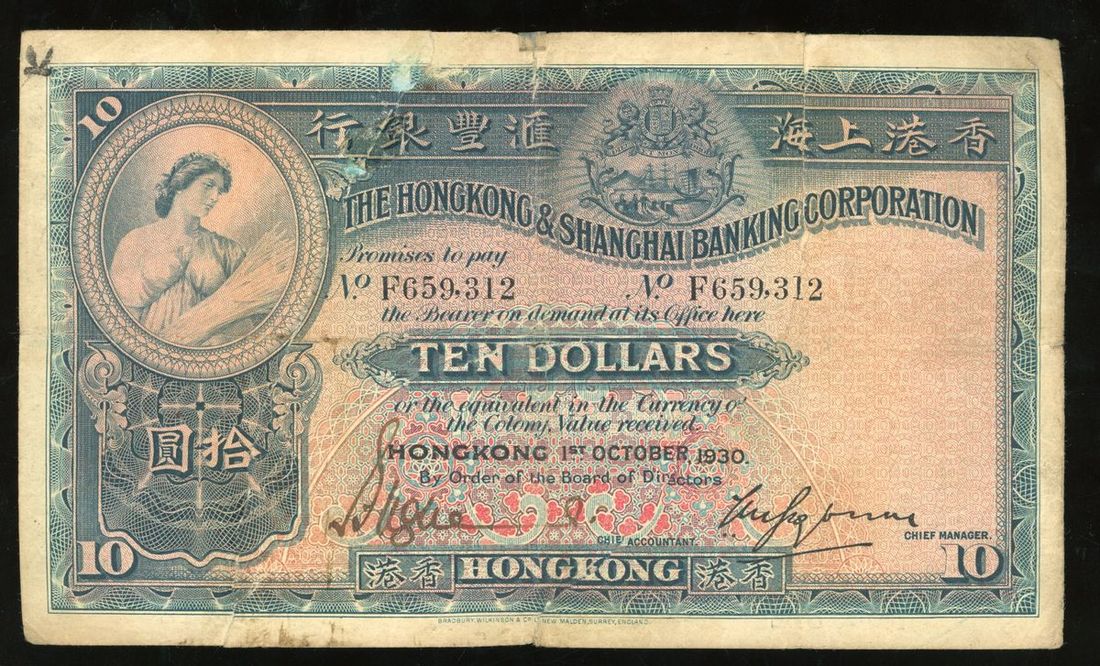 10
香港上海滙豐銀行
THE HONGKONG & SHANGHAI BANKING CORPORATION
Promises to pay
No F659,312 No F659,312
the Bearer on demand at its Office here
TEN DOLLARS
or the equivalent in the Currency of
the Colony, Value received.
拾圓
HONGKONG 1ST OCTOBER, 1930.
By Order of the Board of Directors
CHIEF ACCOUNTANT.
CHIEF MANAGER.
10 香港 HONGKONG 香港 10
BRADBURY, WILKINSON & Co Ld NEW MALDEN, SURREY, ENGLAND.